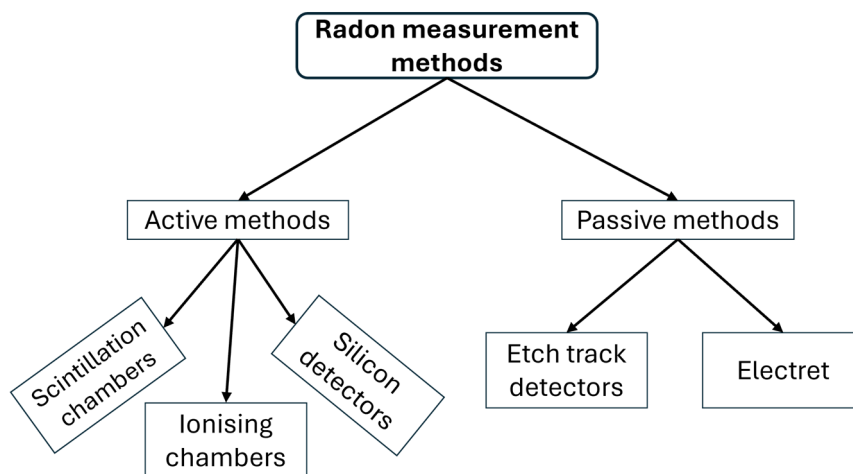 Radon measurement
methods
Active methods
Passive methods
Scintillation
chambers
Ionising
chambers
Silicon
detectors
Etch track
detectors
Electret